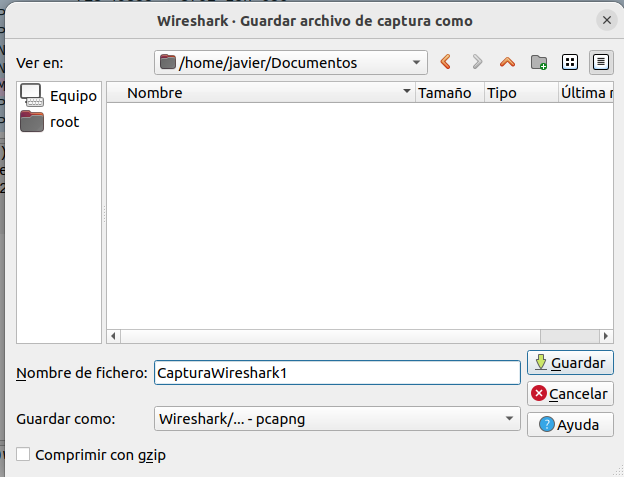 Wireshark · Guardar archivo de captura como
Ver en:
/home/javier/Documentos
Equipo
root
Nombre
Tamaño
Tipo
Última
Nombre de fichero:
CapturaWireshark1
Guardar
Guardar como:
Wireshark/... - pcapng
Cancelar
Ayuda
Comprimir con gzip